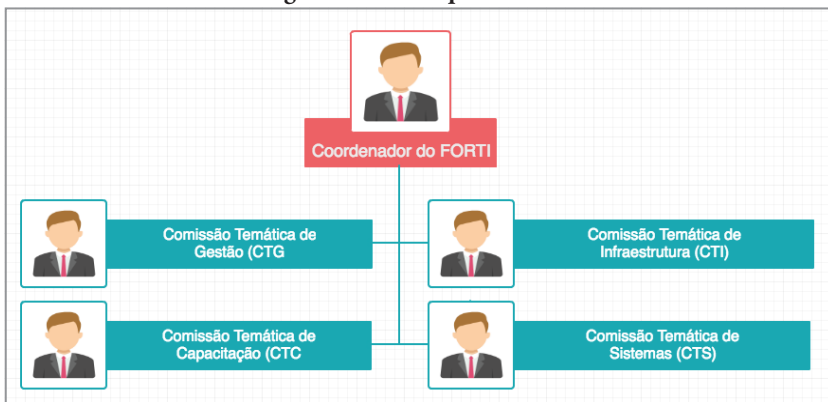 Coordenador do FORTI
Comissão Temática de
Gestão (CTG
Comissão Temática de
Infraestrutura (CTI)
Comissão Temática de
Capacitação (CTC
Comissão Temática de
Sistemas (CTS)